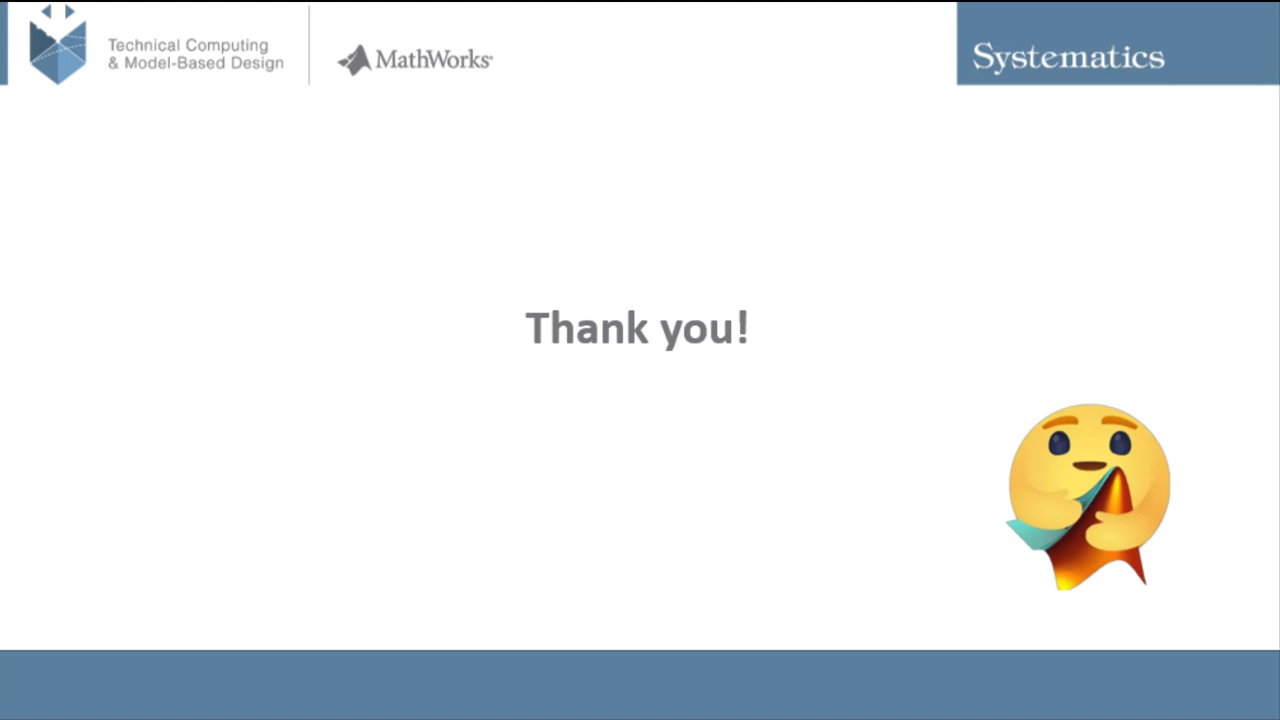 Technical Computing
& Model-Based Design
MathWorks®
Systematics
Thank you!